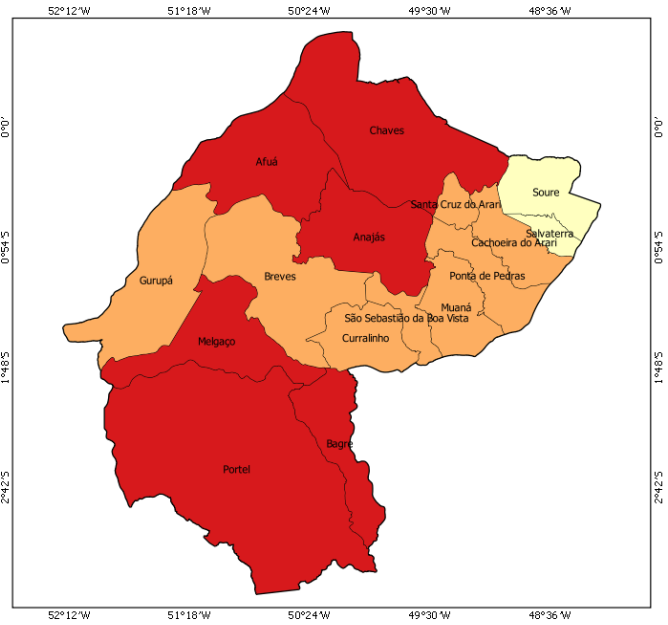 52°12'W 51°18'W 50°24'W 49°30'W 48°36'W
0°0'
0°0'
Chaves
Afuá
Soure
Santa Cruz do Arari
Salvaterra
Anajás
Cachoeira do Arari
0°54'S
0°54'S
Breves
Ponta de Pedras
Gurupá
Muaná
São Sebastião da Boa Vista
Curralinho
Melgaço
1°48'S
1°48'S
Bagre
Portel
2°42'S
2°42'S
52°12'W 51°18'W 50°24'W 49°30'W 48°36'W